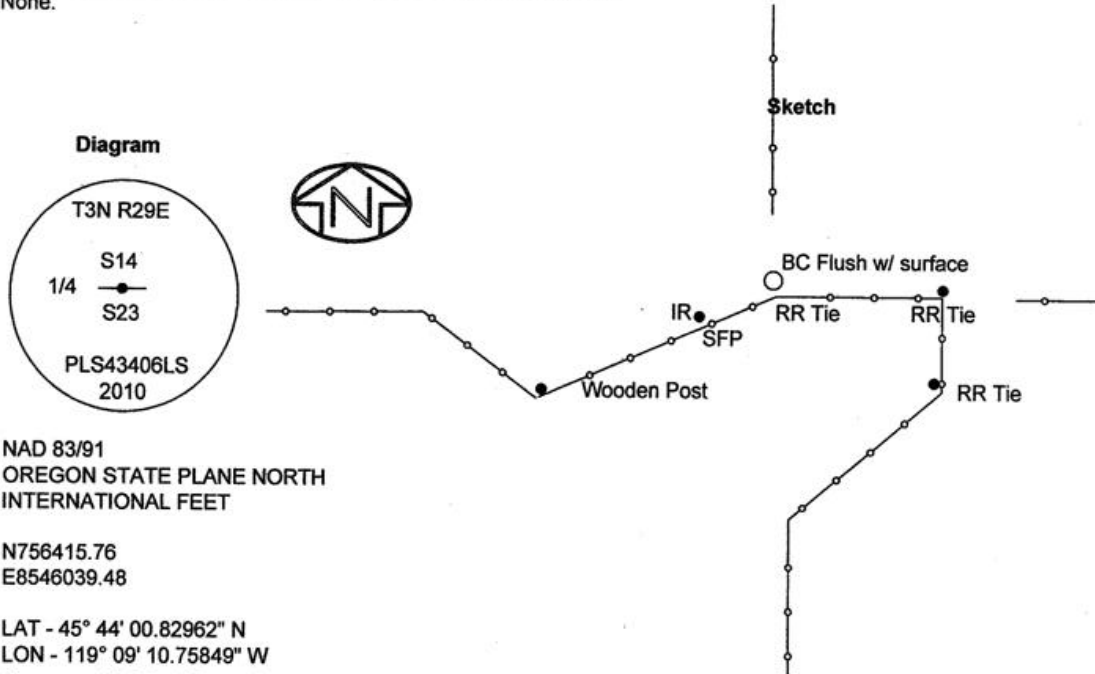 None.
Sketch
Diagram
T3N R29E
S14
1/4
S23
PLS43406LS
2010
N
BC Flush w/ surface
IR
SFP
RR Tie
RR Tie
Wooden Post
RR Tie
NAD 83/91
OREGON STATE PLANE NORTH
INTERNATIONAL FEET
N756415.76
E8546039.48
LAT - 45° 44' 00.82962" N
LON - 119° 09' 10.75849" W